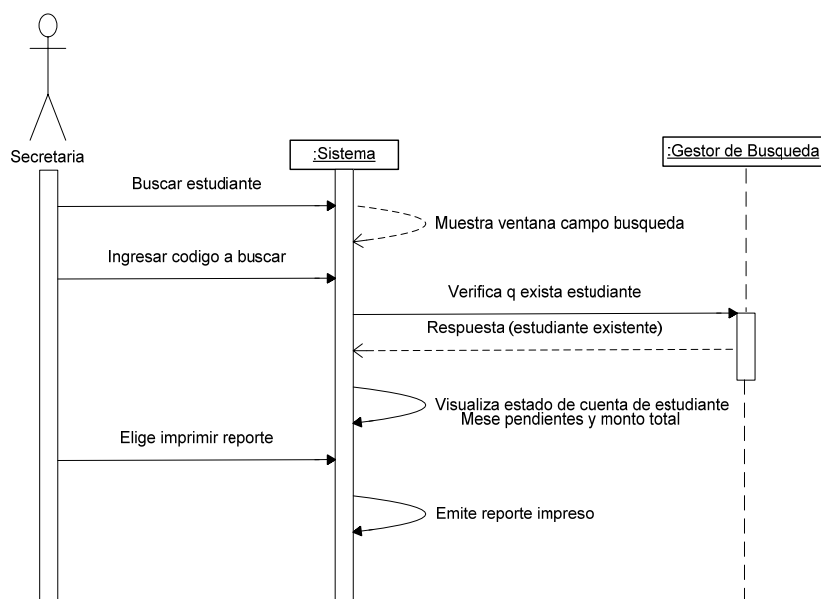 Secretaria
:Sistema
:Gestor de Busqueda
Buscar estudiante
Muestra ventana campo busqueda
Ingresar codigo a buscar
Verifica q exista estudiante
Respuesta (estudiante existente)
Visualiza estado de cuenta de estudiante
Mese pendientes y monto total
Elige imprimir reporte
Emite reporte impreso